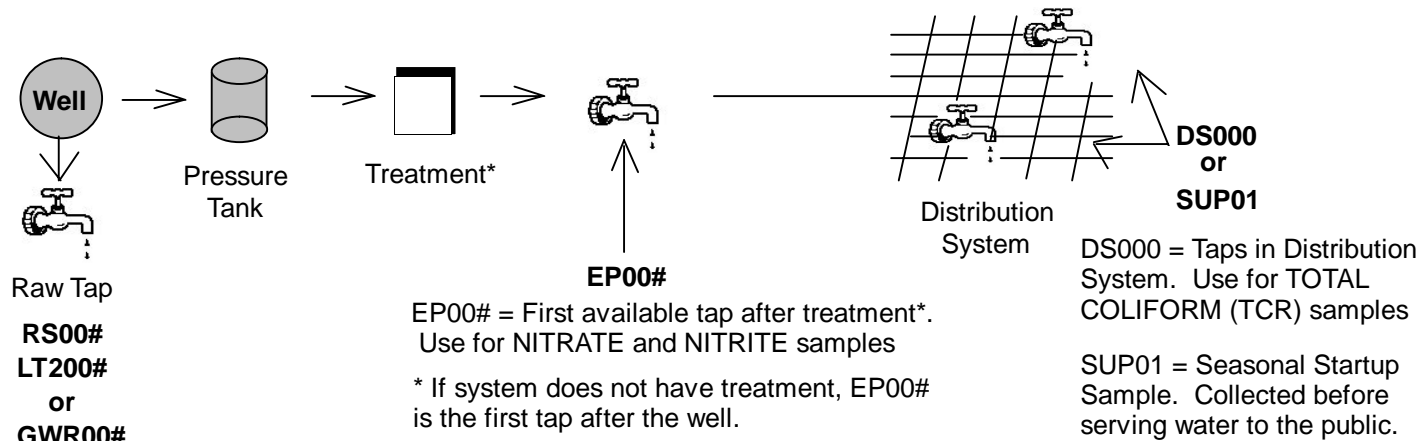 Well
Pressure
Tank
Treatment*
Raw Tap
RS00#
LT200#
or
GWR00#
EP00#
EP00# = First available tap after treatment*.
Use for NITRATE and NITRITE samples
* If system does not have treatment, EP00#
is the first tap after the well.
Distribution
System
DS000
or
SUP01
DS000 = Taps in Distribution
System. Use for TOTAL
COLIFORM (TCR) samples
SUP01 = Seasonal Startup
Sample. Collected before
serving water to the public.